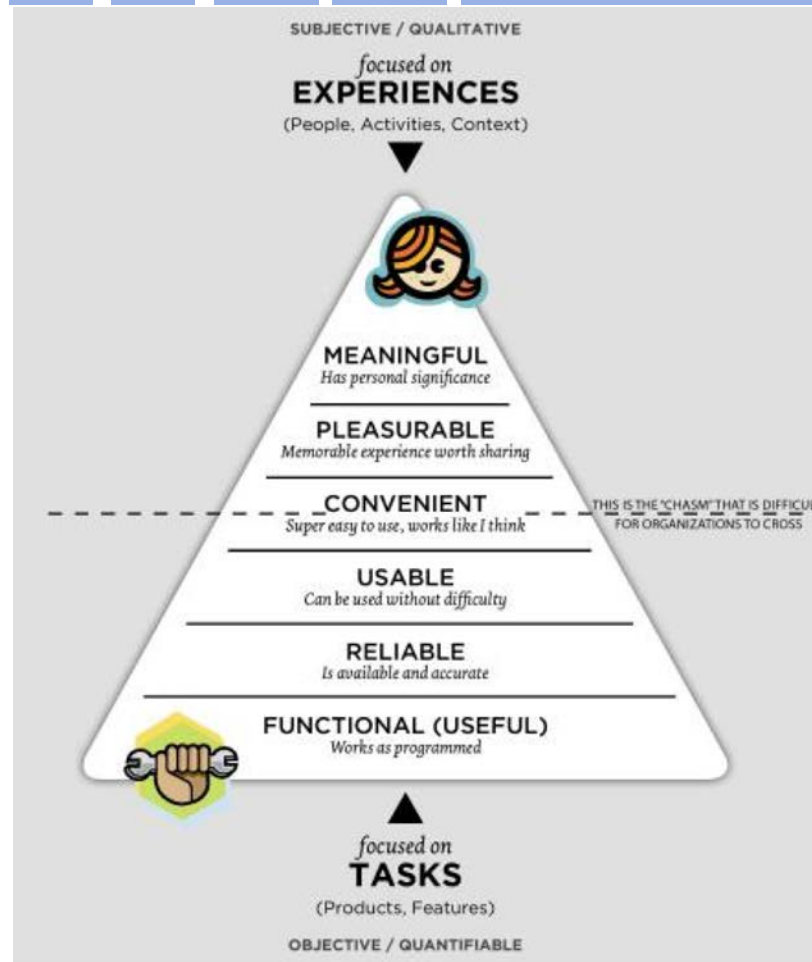 SUBJECTIVE / QUALITATIVE
focused on
EXPERIENCES
(People, Activities, Context)
MEANINGFUL
Has personal significance
PLEASURABLE
Memorable experience worth sharing
CONVENIENT
Super easy to use, works like I think
THIS IS THE "CHASM" THAT IS
FOR ORGANIZATIONS TO CROSS
USABLE
Can be used without difficulty
RELIABLE
Is available and accurate
FUNCTIONAL (USEFUL)
Works as programmed
focused on
TASKS
(Products, Features)
OBJECTIVE / QUANTIFIABLE